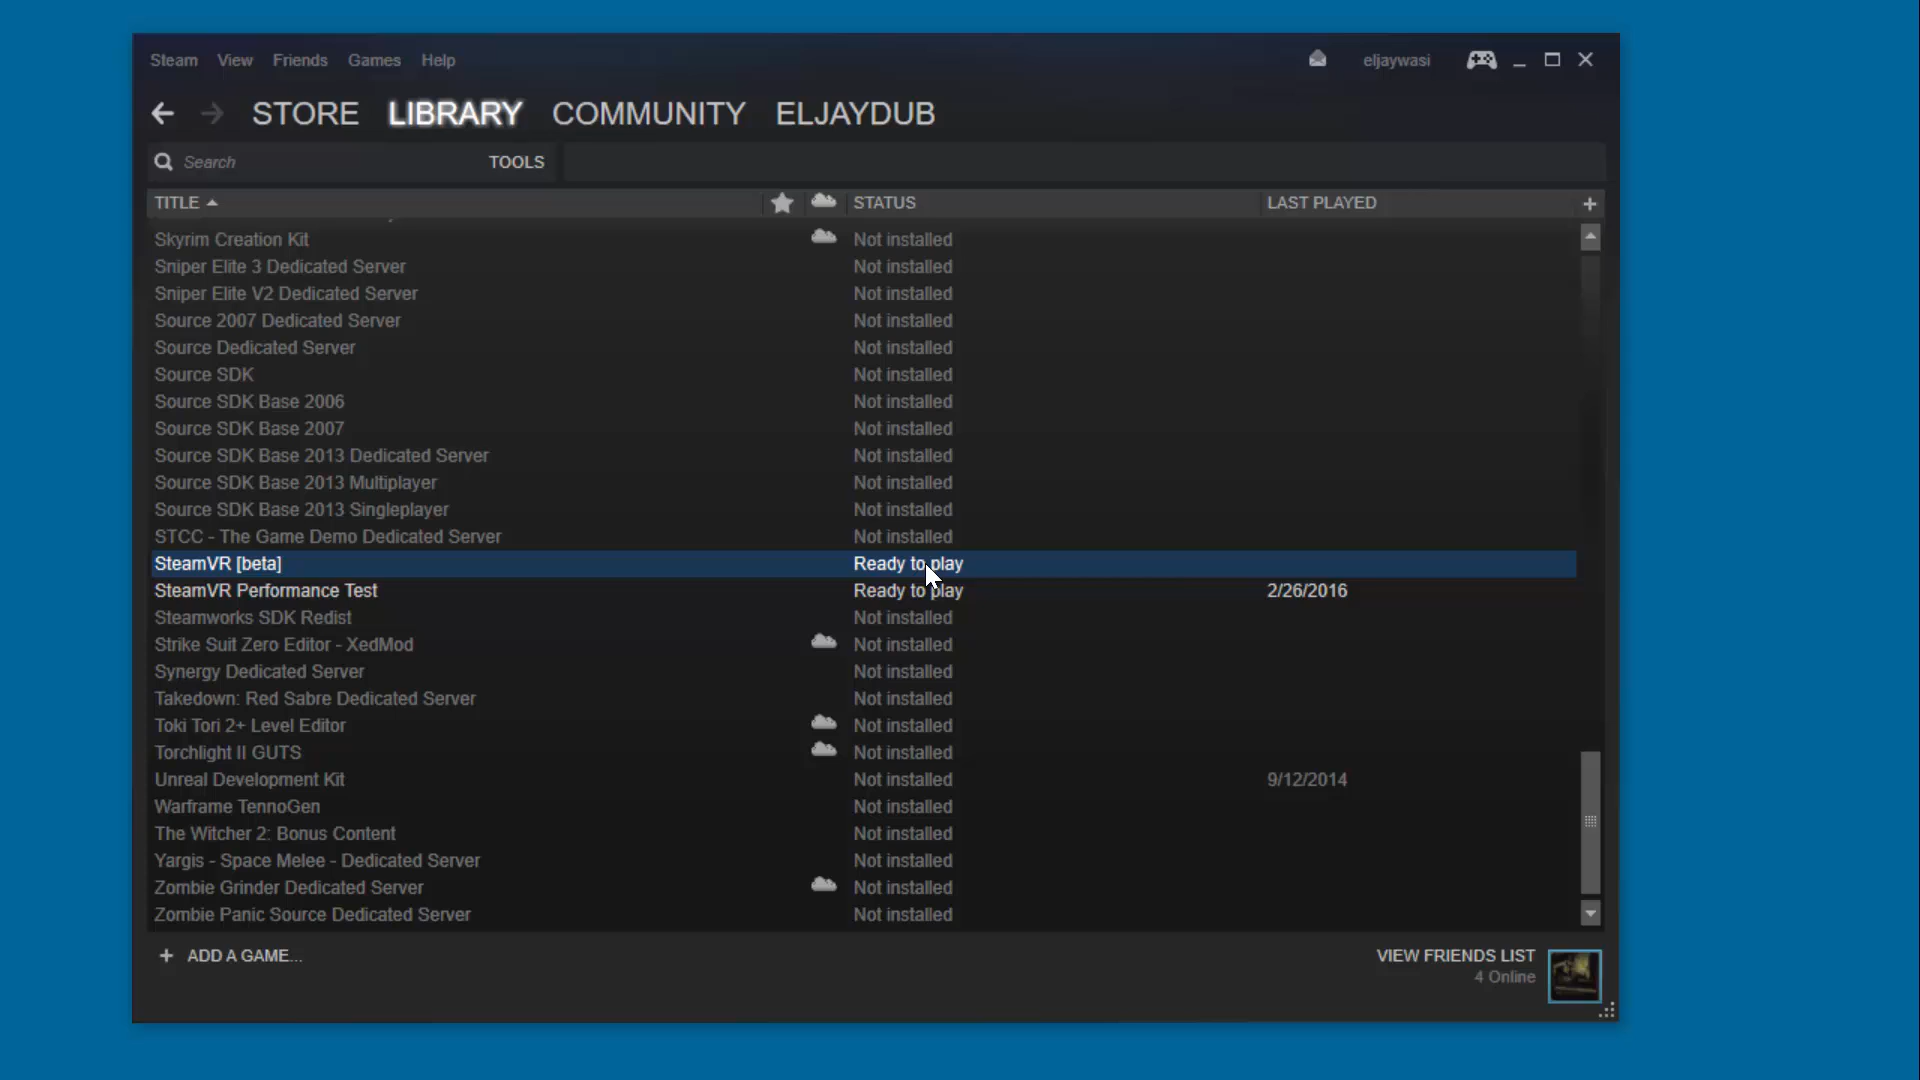 Steam View Friends Games Help eljaywasi
STORE LIBRARY COMMUNITY ELJAYDUB
Search TOOLS
TITLE STATUS LAST PLAYED +
Skyrim Creation Kit Not installed
Sniper Elite 3 Dedicated Server Not installed
Sniper Elite V2 Dedicated Server Not installed
Source 2007 Dedicated Server Not installed
Source Dedicated Server Not installed
Source SDK Not installed
Source SDK Base 2006 Not installed
Source SDK Base 2007 Not installed
Source SDK Base 2013 Dedicated Server Not installed
Source SDK Base 2013 Multiplayer Not installed
Source SDK Base 2013 Singleplayer Not installed
STCC - The Game Demo Dedicated Server Not installed
SteamVR [beta] Ready to play
SteamVR Performance Test Ready to play 2/26/2016
Steamworks SDK Redist Not installed
Strike Suit Zero Editor - XedMod Not installed
Synergy Dedicated Server Not installed
Takedown: Red Sabre Dedicated Server Not installed
Toki Tori 2+ Level Editor Not installed
Torchlight II GUTS Not installed
Unreal Development Kit Not installed 9/12/2014
Warframe TennoGen Not installed
The Witcher 2: Bonus Content Not installed
Yargis - Space Melee - Dedicated Server Not installed
Zombie Grinder Dedicated Server Not installed
Zombie Panic Source Dedicated Server Not installed
+ ADD A GAME... VIEW FRIENDS LIST
4 Online